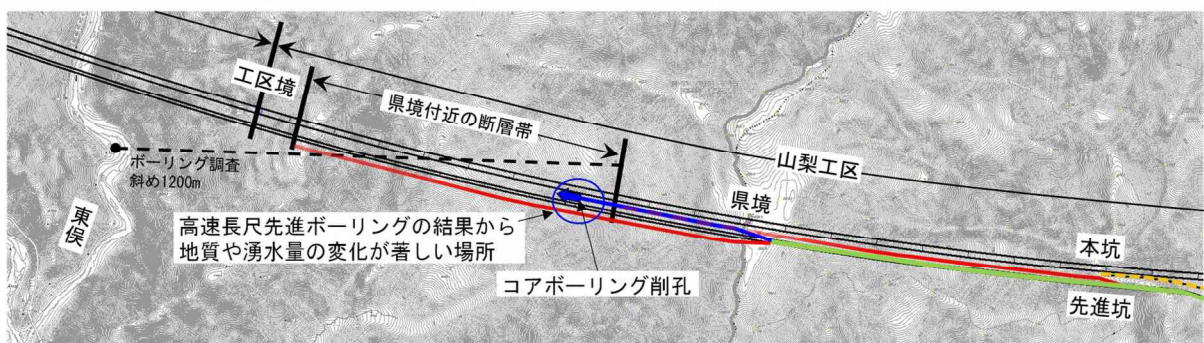 工区境
県境付近の断層帯
山梨工区
ボーリング調査
斜め1200m
東俣
県境
高速長尺先進ボーリングの結果から
地質や湧水量の変化が著しい場所
コアボーリング削孔
本坑
先進坑